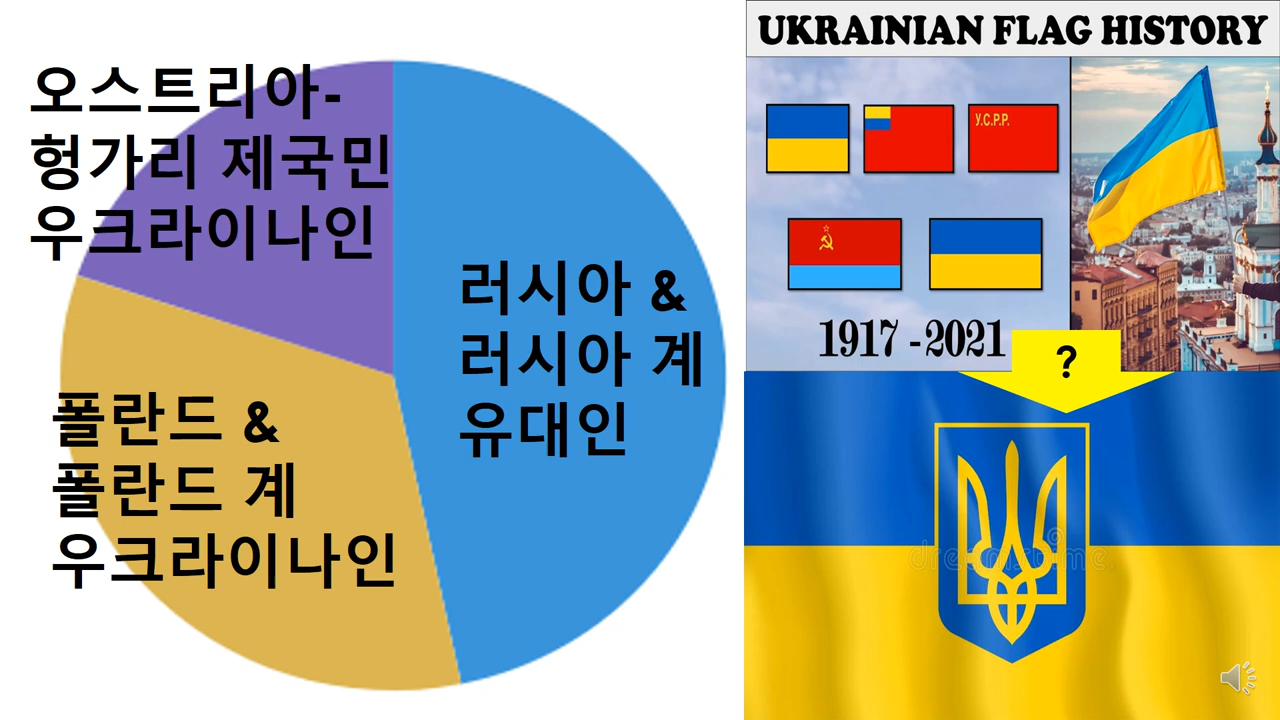 오스트리아-
헝가리 제국민
우크라이나인
러시아 &
러시아 계
유대인
폴란드 &
폴란드 계
우크라이나인
UKRAINIAN FLAG HISTORY
У.С.Р.Р.
1917 -2021
?
dreamstime